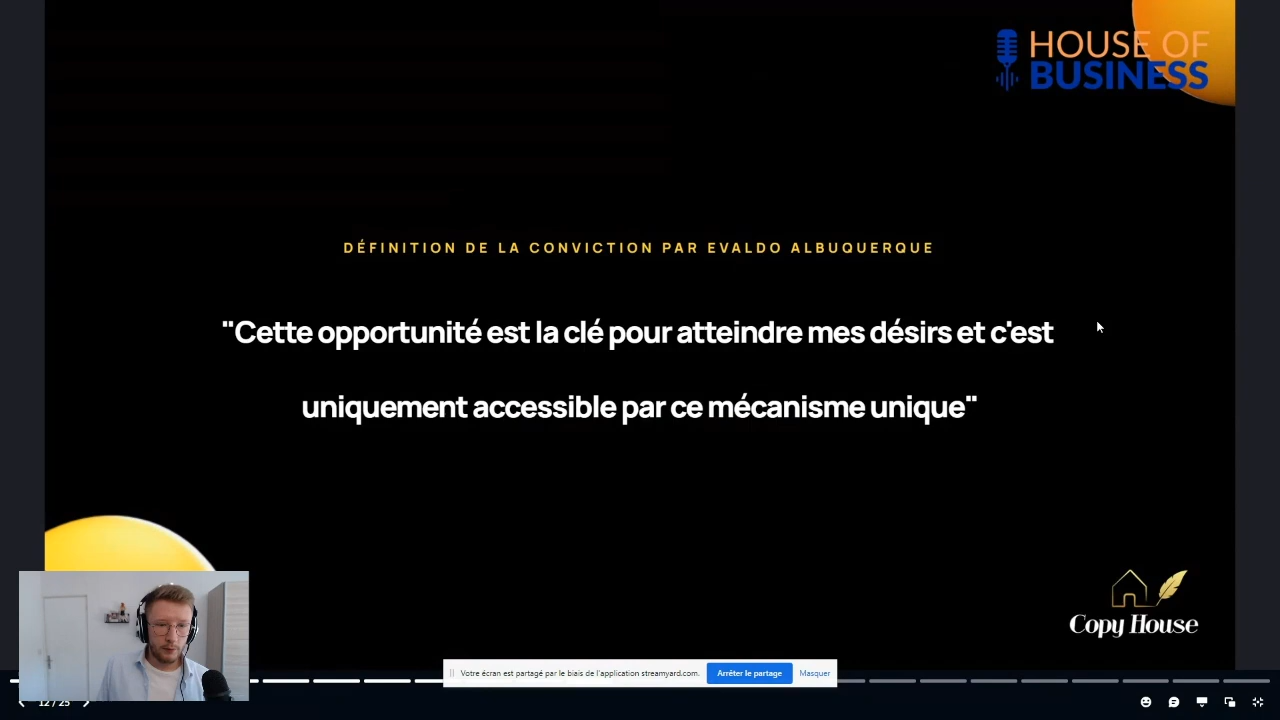 HOUSE OF
BUSINESS
DÉFINITION DE LA CONVICTION PAR EVALDO ALBUQUERQUE
"Cette opportunité est la clé pour atteindre mes désirs et c'est
uniquement accessible par ce mécanisme unique"
Copy House
Votre écran est partagé par le biais de l'application streamyard.com.
Arrêter le partage
Masquer
12 / 25